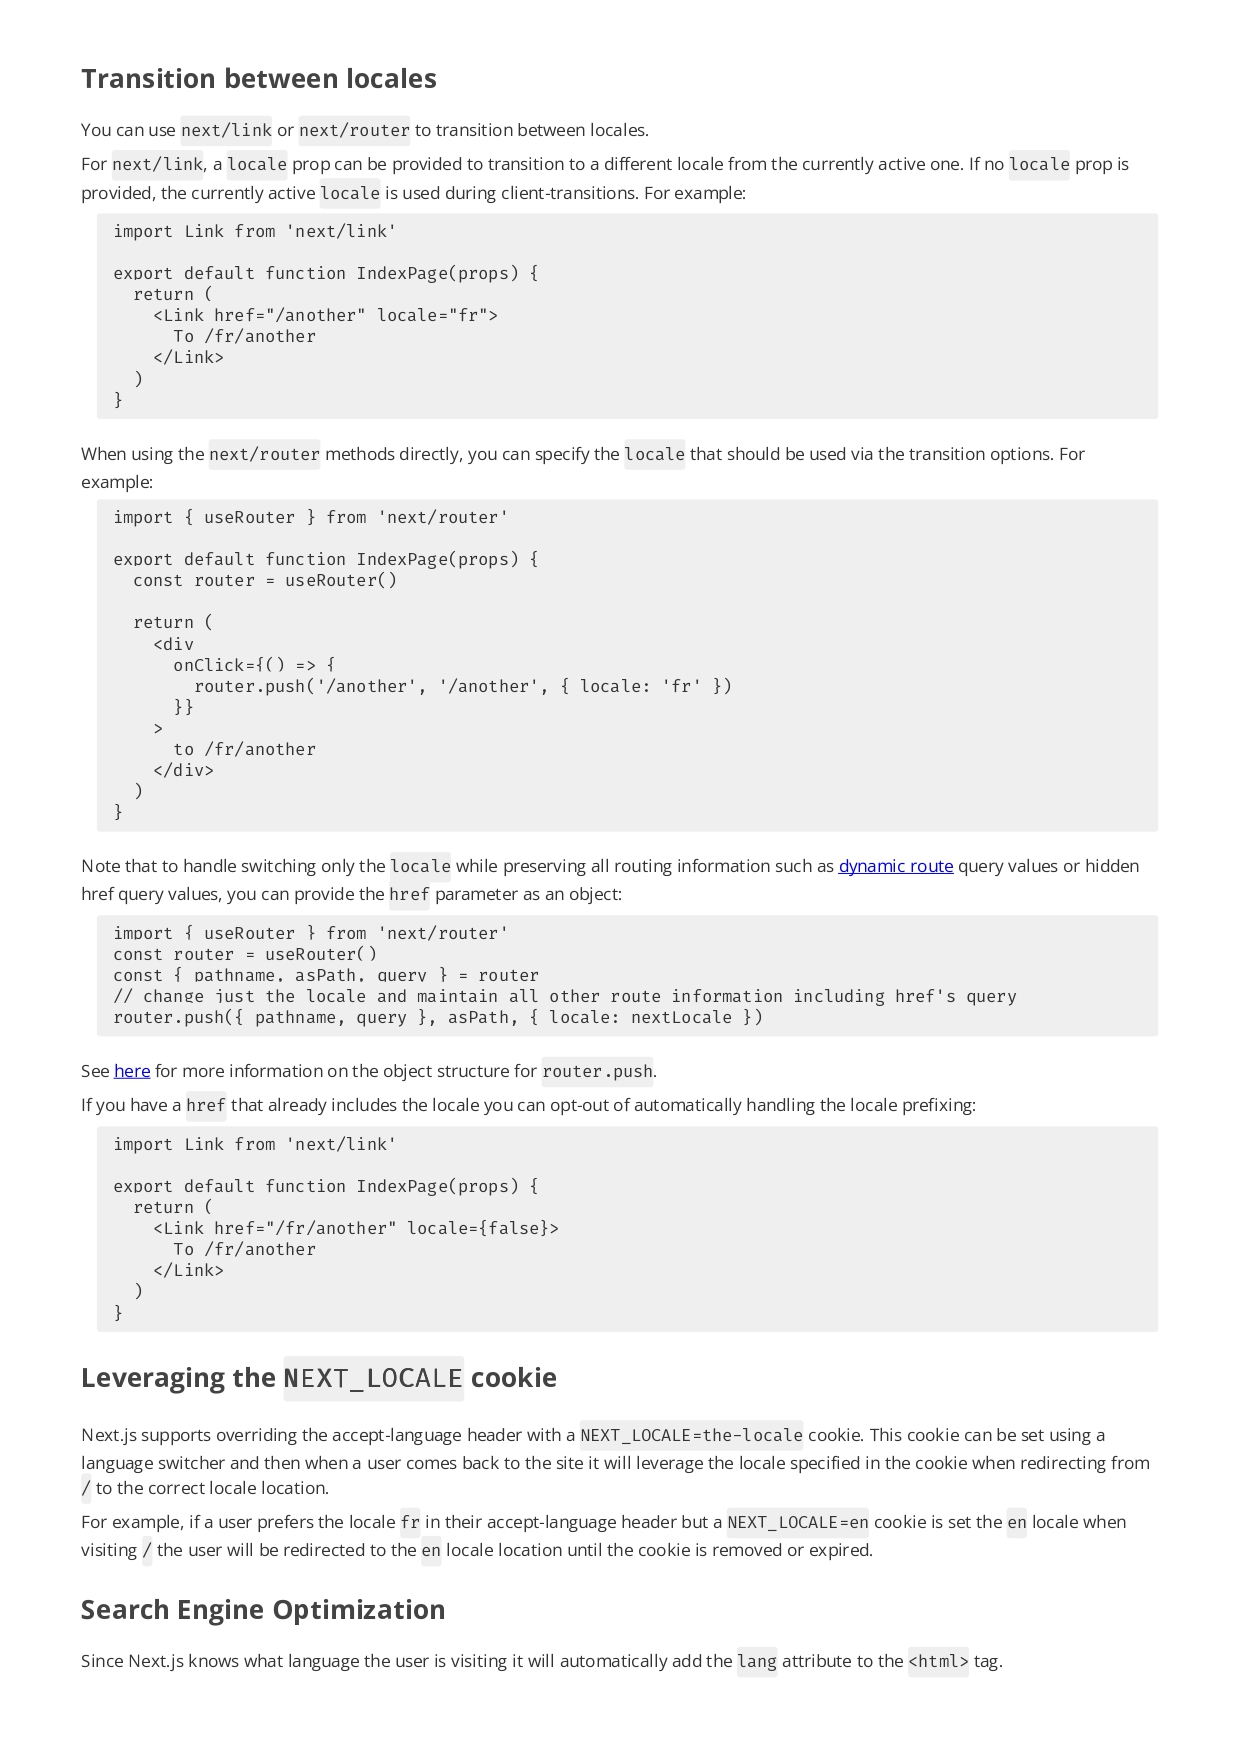 Transition between locales
You can use next/link or next/router to transition between locales.
For next/link, a locale prop can be provided to transition to a different locale from the currently active one. If no locale prop is
provided, the currently active locale is used during client-transitions. For example:
import Link from 'next/link'
export default function IndexPage(props) {
  return (
    <Link href="/another" locale="fr">
      To /fr/another
    </Link>
  )
}
When using the next/router methods directly, you can specify the locale that should be used via the transition options. For
example:
import { useRouter } from 'next/router'
export default function IndexPage(props) {
  const router = useRouter()
  return (
    <div
      onClick={() => {
        router.push('/another', '/another', { locale: 'fr' })
      }}
    >
      to /fr/another
    </div>
  )
}
Note that to handle switching only the locale while preserving all routing information such as dynamic route query values or hidden
href query values, you can provide the href parameter as an object:
import { useRouter } from 'next/router'
const router = useRouter()
const { pathname, asPath, query } = router
// change just the locale and maintain all other route information including href's query
router.push({ pathname, query }, asPath, { locale: nextLocale })
See here for more information on the object structure for router.push.
If you have a href that already includes the locale you can opt-out of automatically handling the locale prefixing:
import Link from 'next/link'
export default function IndexPage(props) {
  return (
    <Link href="/fr/another" locale={false}>
      To /fr/another
    </Link>
  )
}
Leveraging the NEXT_LOCALE cookie
Next.js supports overriding the accept-language header with a NEXT_LOCALE=the-locale cookie. This cookie can be set using a
language switcher and then when a user comes back to the site it will leverage the locale specified in the cookie when redirecting from
/ to the correct locale location.
For example, if a user prefers the locale fr in their accept-language header but a NEXT_LOCALE=en cookie is set the en locale when
visiting / the user will be redirected to the en locale location until the cookie is removed or expired.
Search Engine Optimization
Since Next.js knows what language the user is visiting it will automatically add the lang attribute to the <html> tag.